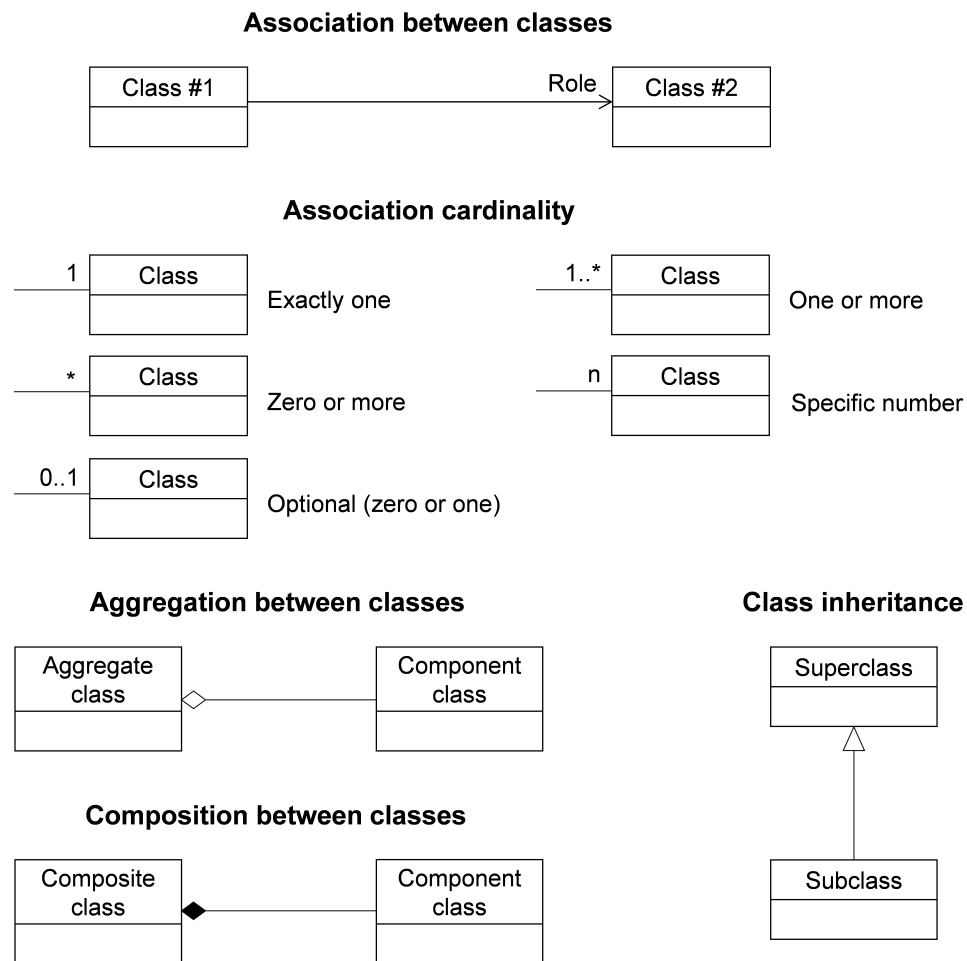 Association between classes
Class #1
Role
Class #2
Association cardinality
1
Class
Exactly one
1..*
Class
One or more
*
Class
Zero or more
n
Class
Specific number
0..1
Class
Optional (zero or one)
Aggregation between classes
Class inheritance
Aggregate
class
Component
class
Superclass
Composition between classes
Composite
class
Component
class
Subclass